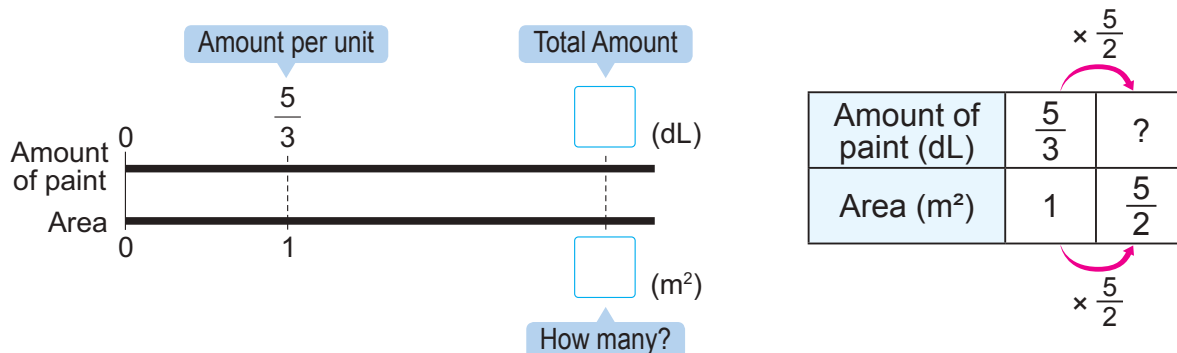 Amount per unit
Total Amount
0
5/3
(dL)
Amount
of paint
Area
0
1
(m²)
How many?
× 5/2
Amount of
paint (dL)
5/3
?
Area (m²)
1
5/2
× 5/2